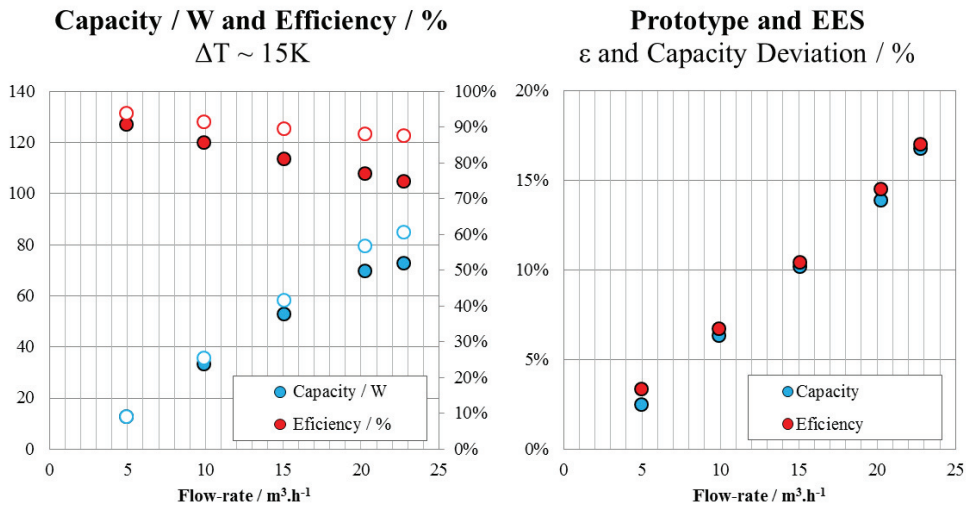 Capacity / W and Efficiency / %
ΔT ~ 15K
140
120
100
80
60
40
20
0
100%
90%
80%
70%
60%
50%
40%
30%
20%
10%
0%
Capacity / W
Eficiency / %
0 5 10 15 20 25
Flow-rate / m³.h⁻¹
Prototype and EES
ε and Capacity Deviation / %
20%
15%
10%
5%
0%
Capacity
Eficiency
0 5 10 15 20 25
Flow-rate / m³.h⁻¹